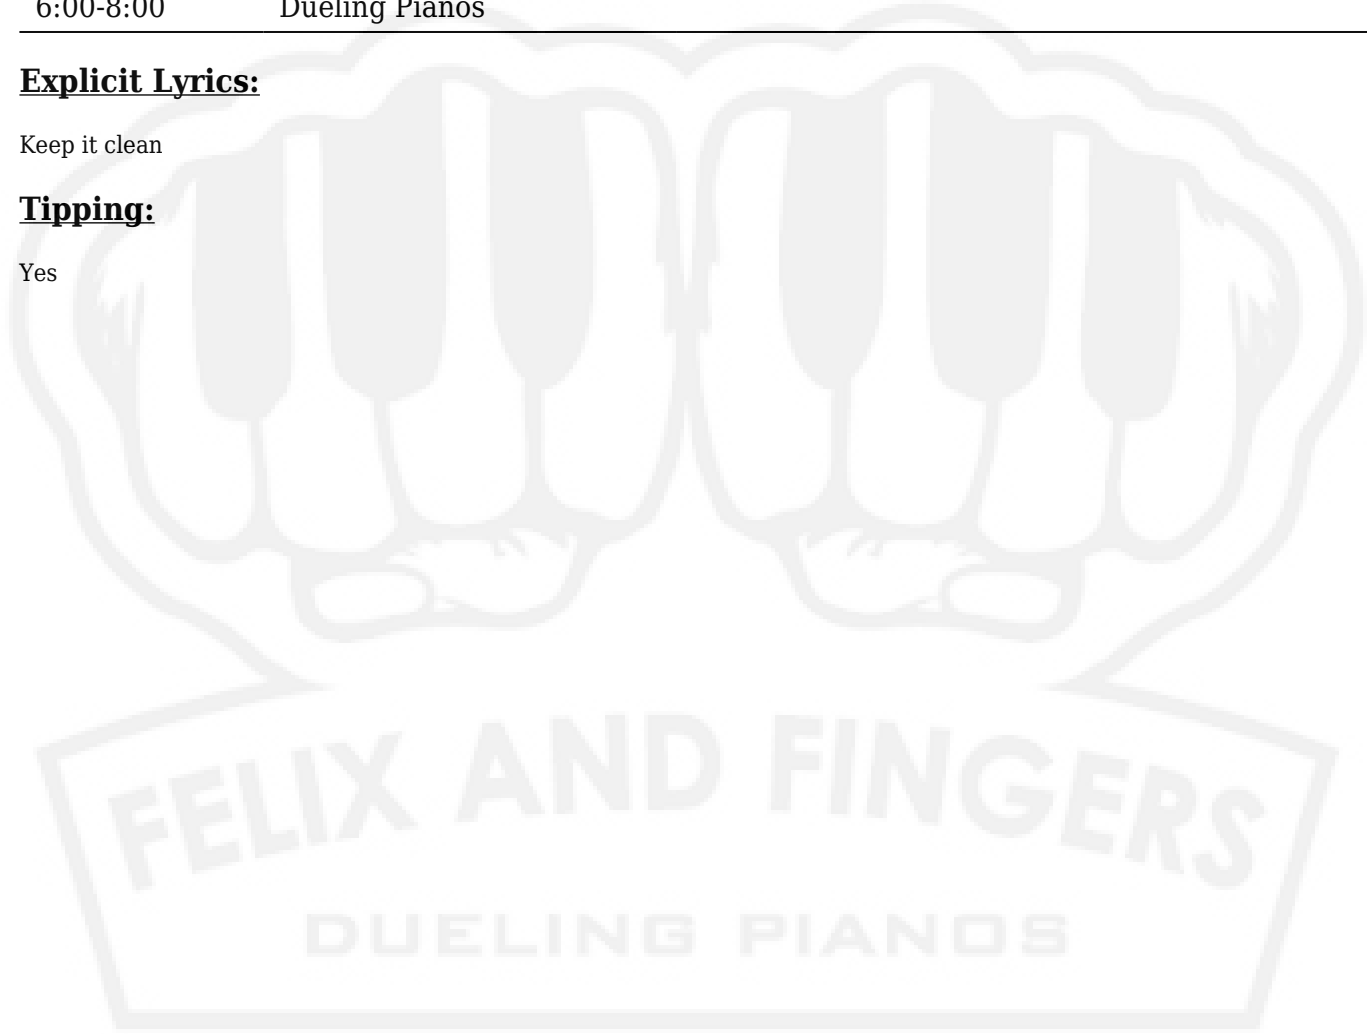 6:00-8:00 Dueling Pianos
Explicit Lyrics:
Keep it clean
Tipping:
Yes
FELIX AND FINGERS
DUELING PIANOS